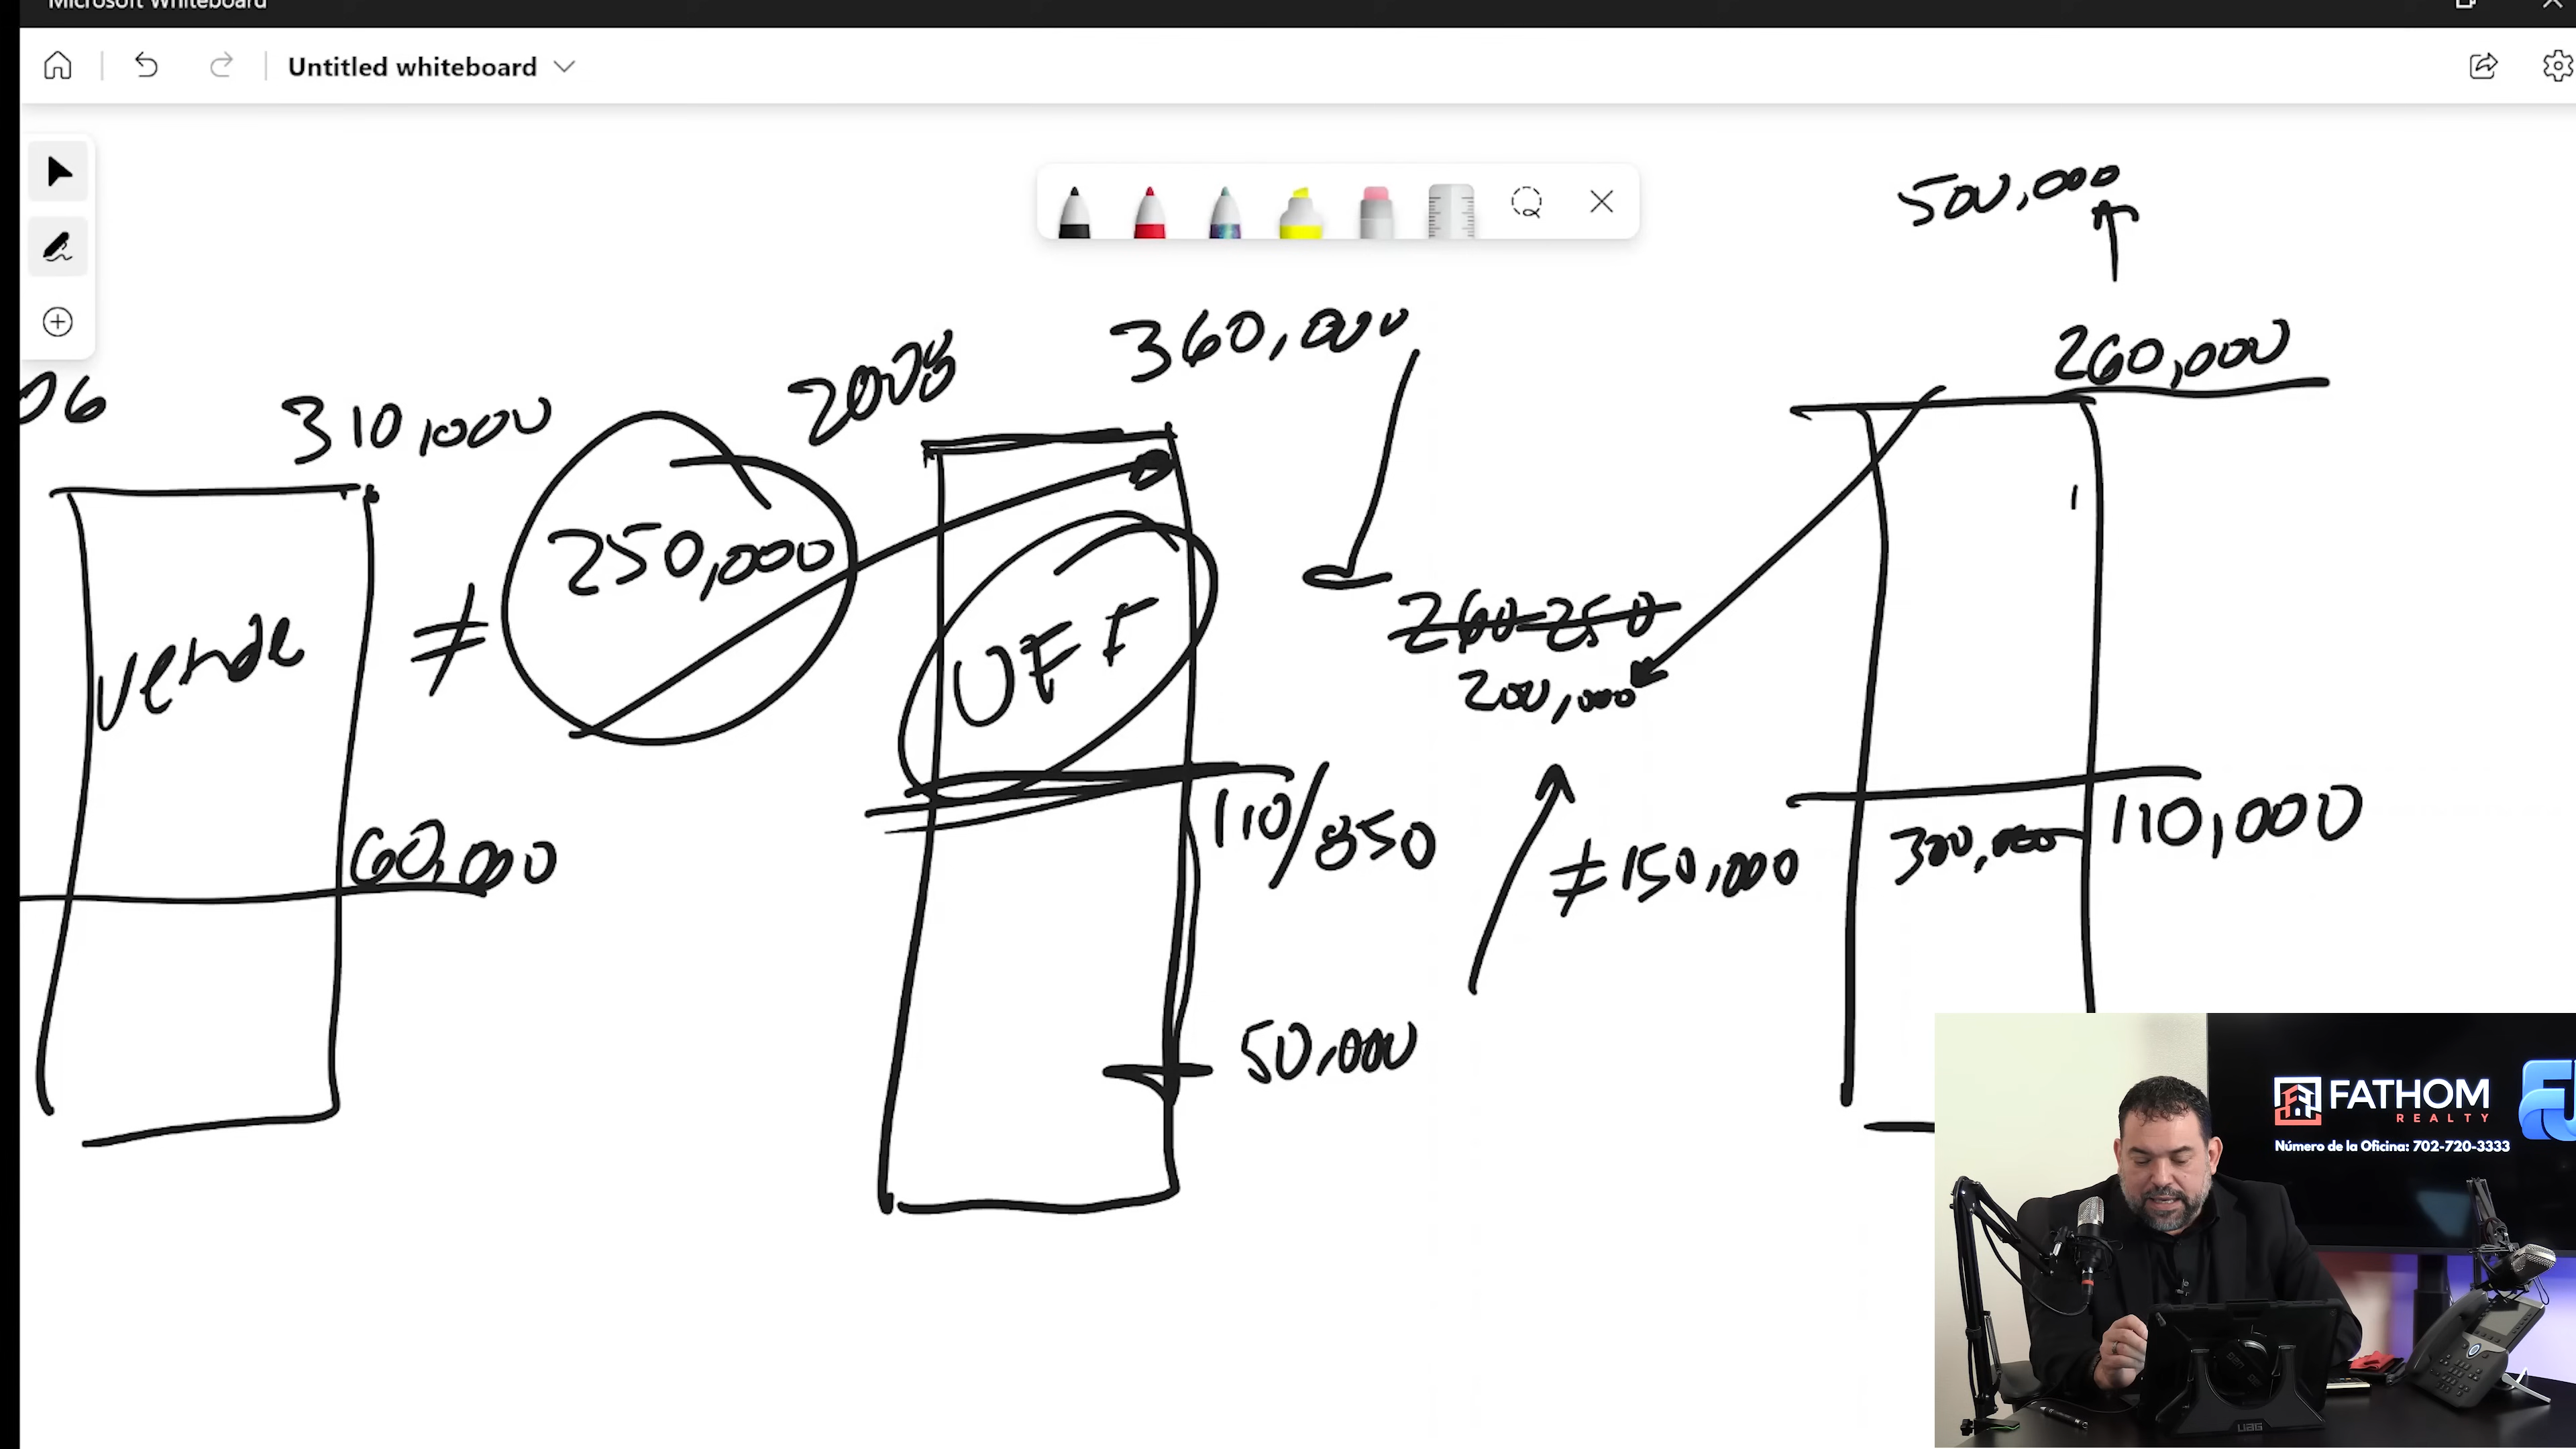 Microsoft Whiteboard
Untitled whiteboard
500,000
260,000
360,000
2008
06
310,000
250,000
vende
≠
OFF
260-250
200,000
60,000
110/850
≠150,000
300,000
110,000
50,000
FATHOM
REALTY
Número de la Oficina: 702-720-3333
UAG